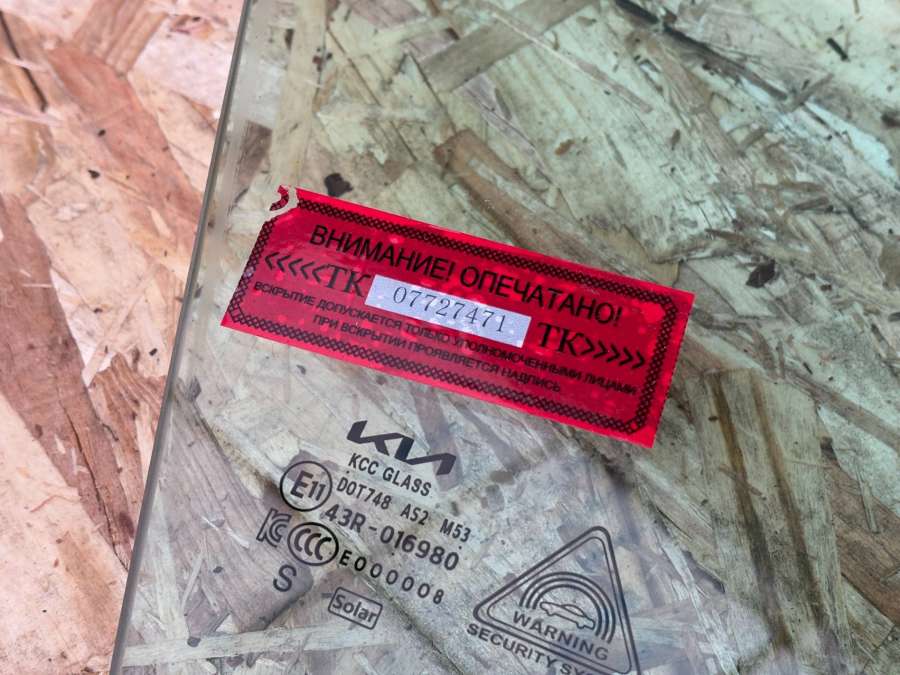 ВНИМАНИЕ! ОПЕЧАТАНО!
<<<<<ТК 07727471 ТК>>>>>
ВСКРЫТИЕ ДОПУСКАЕТСЯ ТОЛЬКО УПОЛНОМОЧЕННЫМИ ЛИЦАМИ
ПРИ ВСКРЫТИИ ПРОЯВЛЯЕТСЯ НАДПИСЬ
KIA
KCC GLASS
E11 DOT748 AS2 M53
43R-016980
KC CCC E000008
S Solar
WARNING
SECURITY